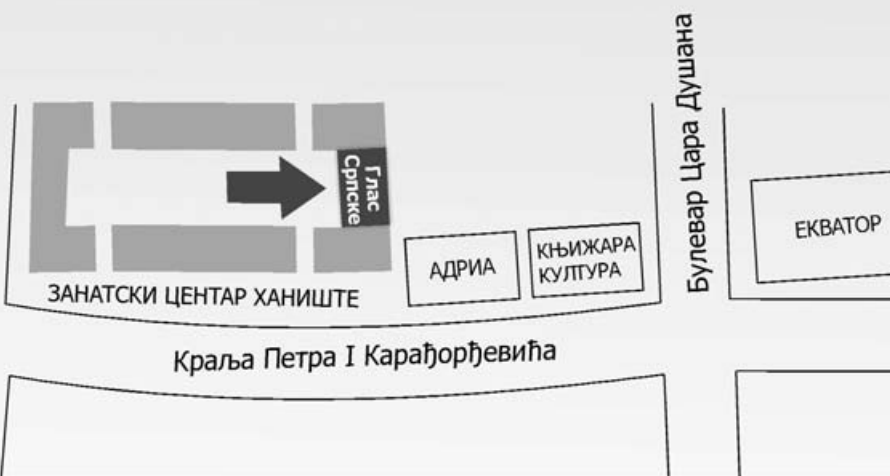 Булевар Цара Душана
Глас
Српске
ЕКВАТОР
КЊИЖАРА
КУЛТУРА
АДРИА
ЗАНАТСКИ ЦЕНТАР ХАНИШТЕ
Краља Петра I Карађорђевића